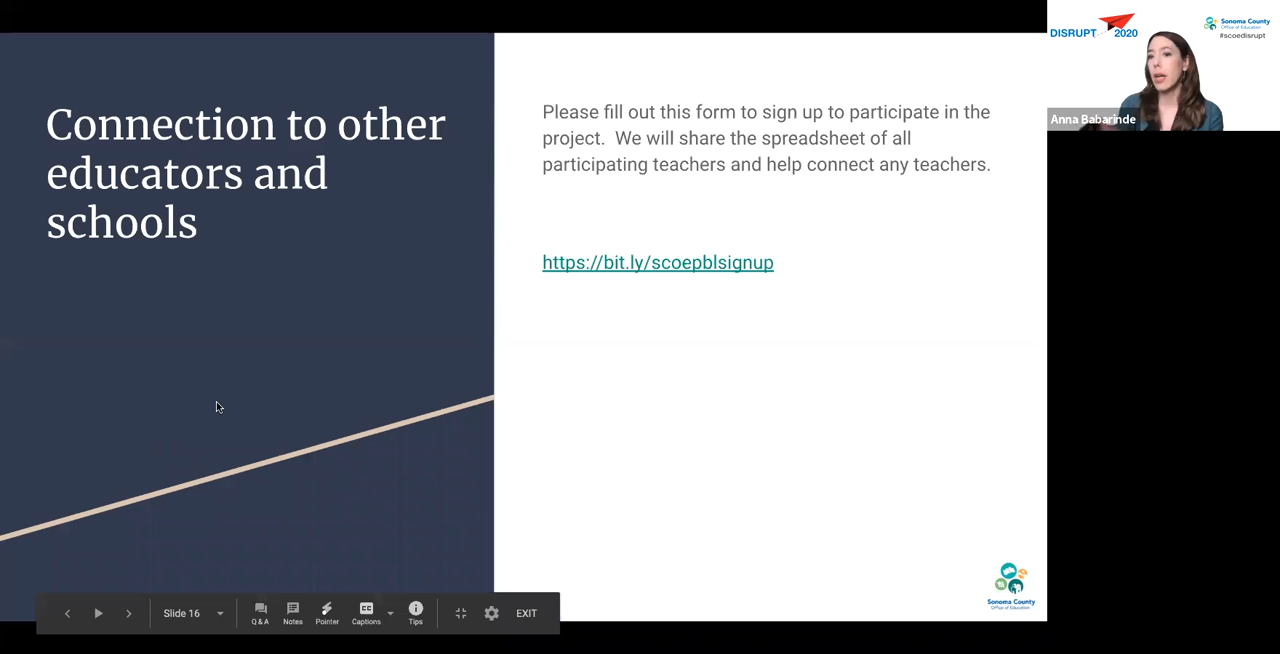 Connection to other
educators and
schools
Please fill out this form to sign up to participate in the
project.  We will share the spreadsheet of all
participating teachers and help connect any teachers.
https://bit.ly/scoepblsignup
DISRUPT 2020
Sonoma County
Office of Education
#scoedisrupt
Anna Babarinde
Sonoma County
Office of Education
Slide 16
Q & A
Notes
Pointer
CC
Captions
Tips
EXIT